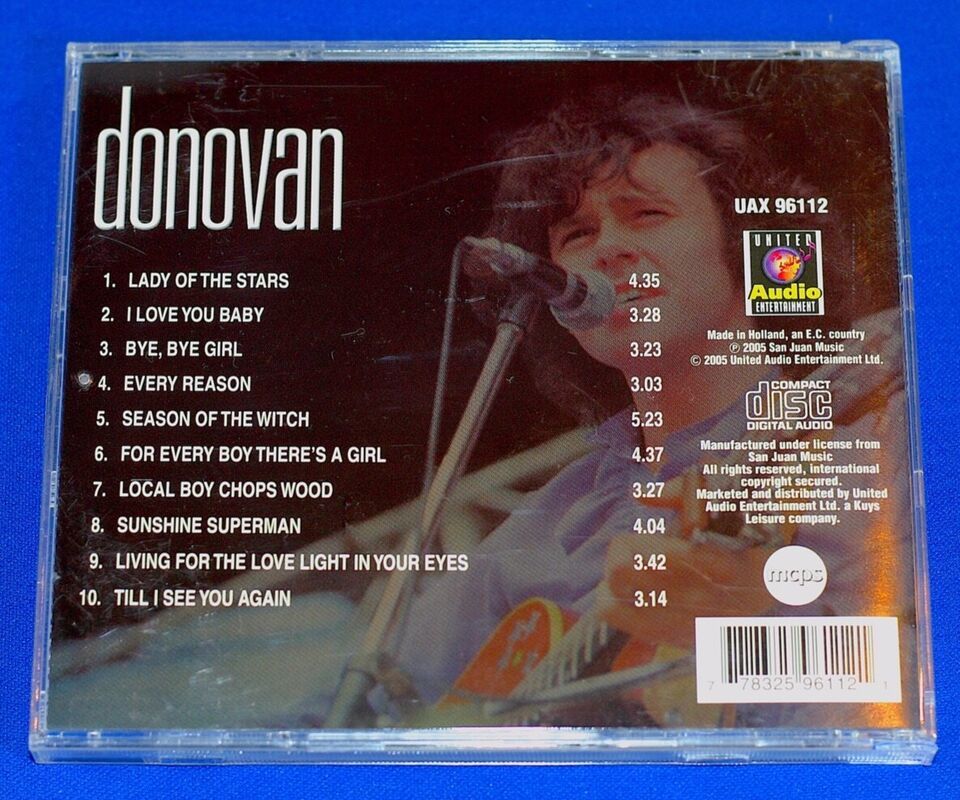 donovan
1. LADY OF THE STARS 4.35
2. I LOVE YOU BABY 3.28
3. BYE, BYE GIRL 3.23
4. EVERY REASON 3.03
5. SEASON OF THE WITCH 5.23
6. FOR EVERY BOY THERE'S A GIRL 4.37
7. LOCAL BOY CHOPS WOOD 3.27
8. SUNSHINE SUPERMAN 4.04
9. LIVING FOR THE LOVE LIGHT IN YOUR EYES 3.42
10. TILL I SEE YOU AGAIN 3.14
UAX 96112
UNITED
Audio
ENTERTAINMENT
Made in Holland, an E.C. country
℗ 2005 San Juan Music
© 2005 United Audio Entertainment Ltd.
COMPACT
disc
DIGITAL AUDIO
Manufactured under license from
San Juan Music
All rights reserved, international
copyright secured.
Marketed and distributed by United
Audio Entertainment Ltd. a Kuys
Leisure company.
mcps
7 78325 96112 1